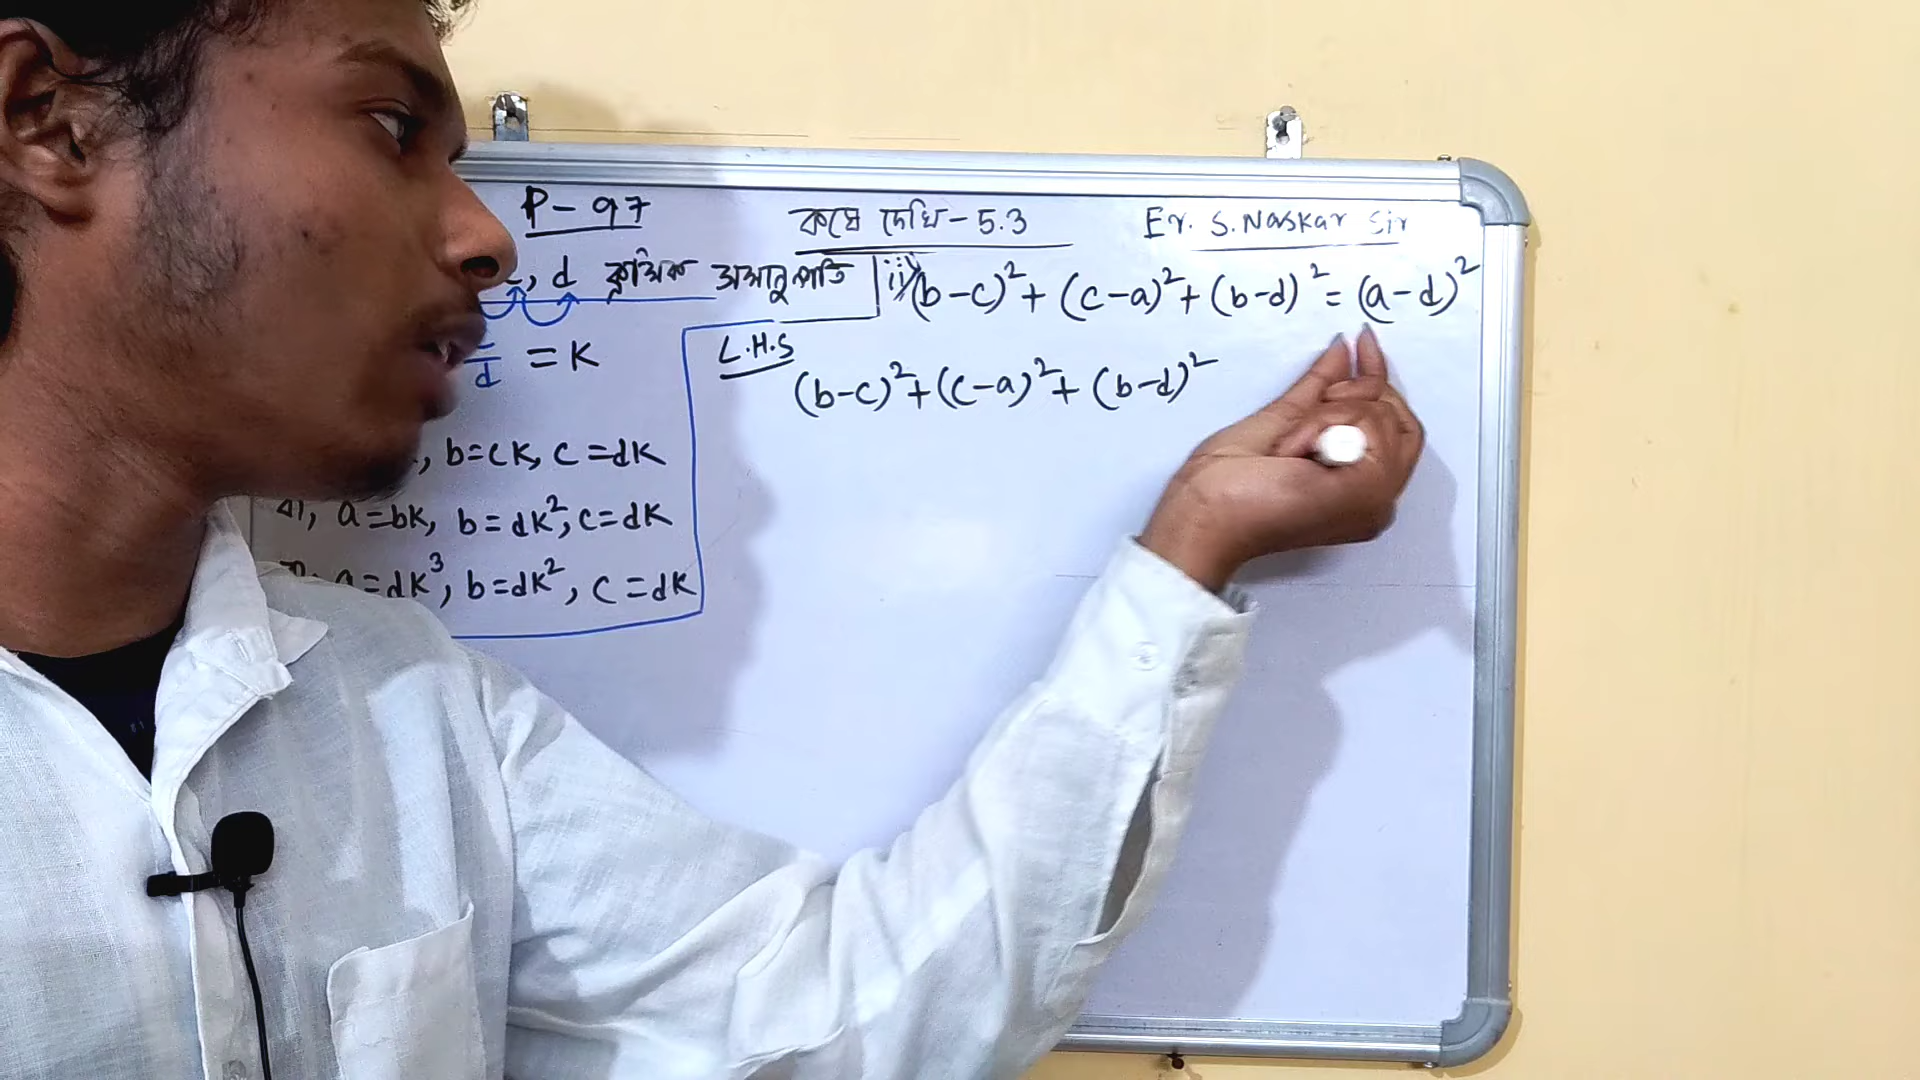 P-97
কষে দেখি-5.3
Er. S. Naskar Sir
, d ক্রমিক সমানুপাতি
ii) (b-c)²+(c-a)²+(b-d)²=(a-d)²
d = K
L.H.S
(b-c)²+(c-a)²+(b-d)²
, b=cK, c=dK
বা, a=bK, b=dK², c=dK
a=dK³, b=dK², c=dK